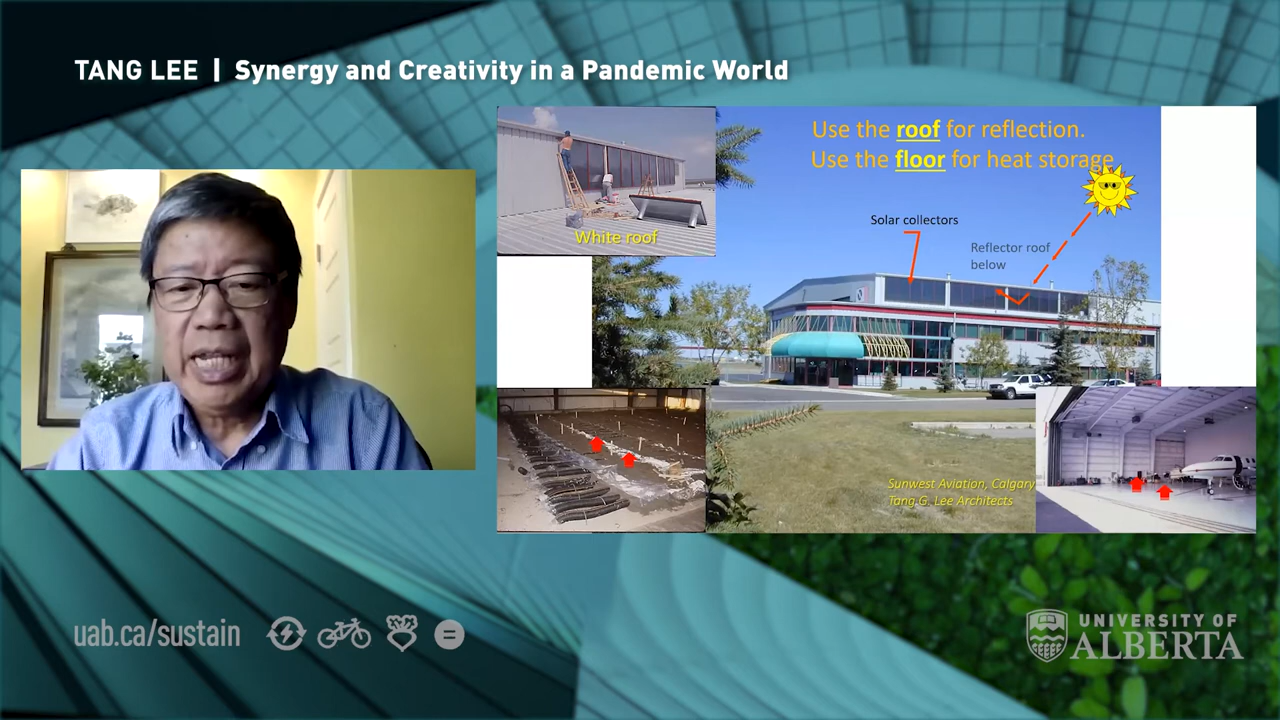 TANG LEE | Synergy and Creativity in a Pandemic World
Use the roof for reflection.
Use the floor for heat storage
Solar collectors
Reflector roof
below
White roof
Sunwest Aviation, Calgary
Tang G. Lee Architects
uab.ca/sustain
UNIVERSITY OF
ALBERTA